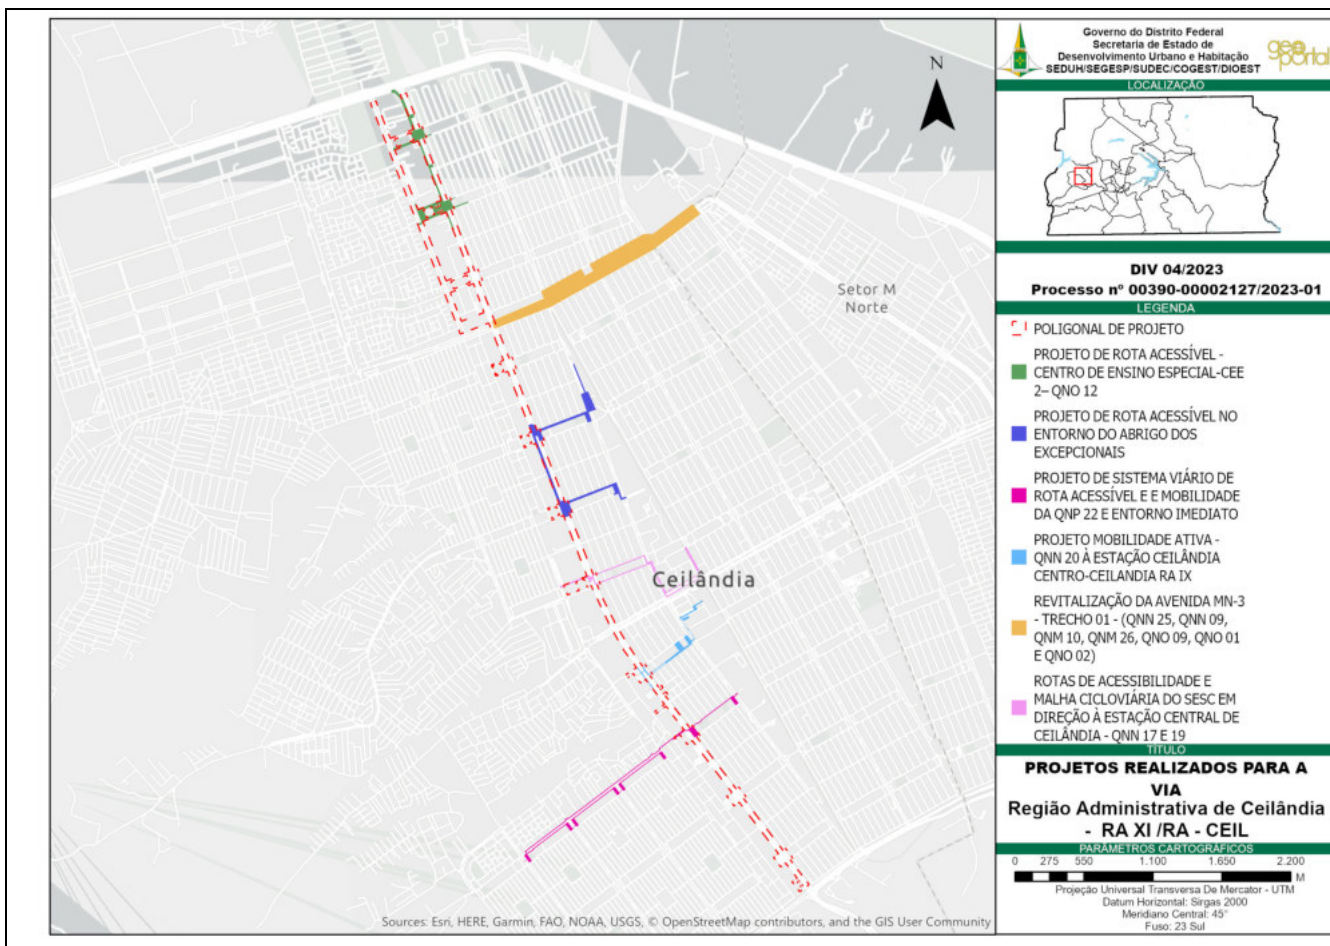 N
Setor M
Norte
Ceilândia
Sources: Esri, HERE, Garmin, FAO, NOAA, USGS, © OpenStreetMap contributors, and the GIS User Community
Governo do Distrito Federal
Secretaria de Estado de
Desenvolvimento Urbano e Habitação
SEDUH/SEGESP/SUDEC/COGEST/DIOEST
geo
portal
LOCALIZAÇÃO
DIV 04/2023
Processo nº 00390-00002127/2023-01
LEGENDA
POLIGONAL DE PROJETO
PROJETO DE ROTA ACESSÍVEL -
CENTRO DE ENSINO ESPECIAL-CEE
2– QNO 12
PROJETO DE ROTA ACESSÍVEL NO
ENTORNO DO ABRIGO DOS
EXCEPCIONAIS
PROJETO DE SISTEMA VIÁRIO DE
ROTA ACESSÍVEL E E MOBILIDADE
DA QNP 22 E ENTORNO IMEDIATO
PROJETO MOBILIDADE ATIVA -
QNN 20 À ESTAÇÃO CEILÂNDIA
CENTRO-CEILANDIA RA IX
REVITALIZAÇÃO DA AVENIDA MN-3
- TRECHO 01 - (QNN 25, QNN 09,
QNM 10, QNM 26, QNO 09, QNO 01
E QNO 02)
ROTAS DE ACESSIBILIDADE E
MALHA CICLOVIÁRIA DO SESC EM
DIREÇÃO À ESTAÇÃO CENTRAL DE
CEILÂNDIA - QNN 17 E 19
TÍTULO
PROJETOS REALIZADOS PARA A
VIA
Região Administrativa de Ceilândia
- RA XI /RA - CEIL
PARÂMETROS CARTOGRÁFICOS
0 275 550 1.100 1.650 2.200
M
Projeção Universal Transversa De Mercator - UTM
Datum Horizontal: Sirgas 2000
Meridiano Central: 45°
Fuso: 23 Sul